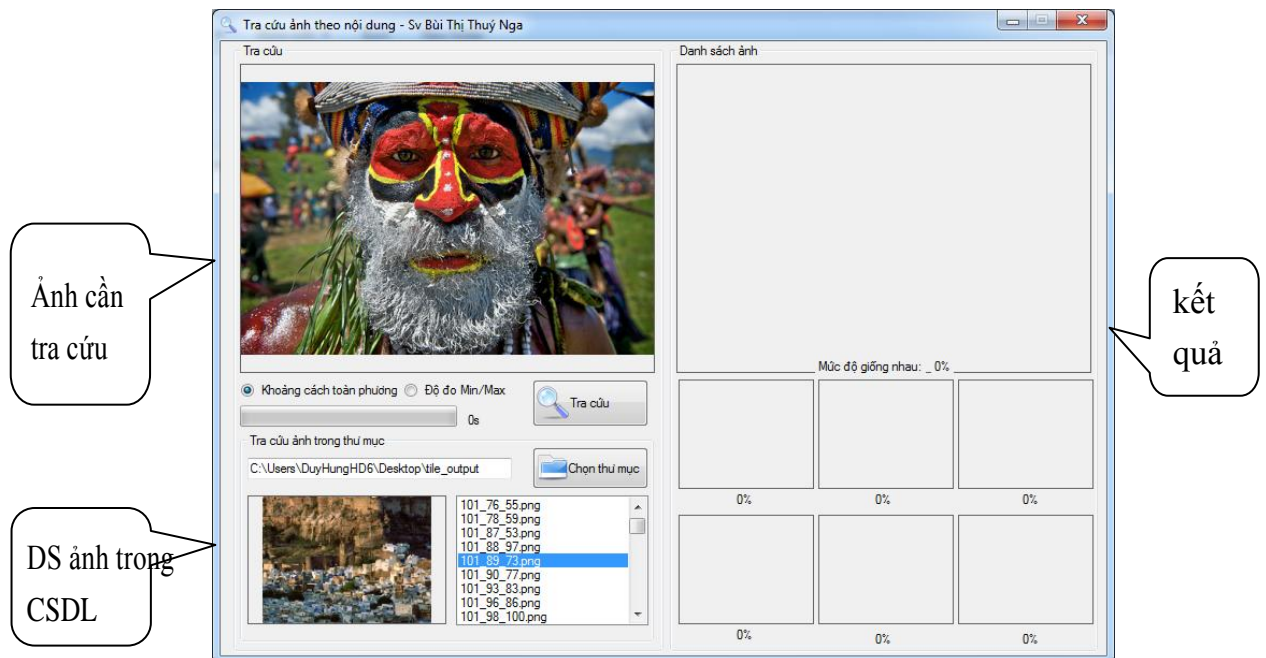 Tra cứu ảnh theo nội dung - Sv Bùi Thị Thuý Nga
Tra cứu
Ảnh cần
tra cứu
Khoảng cách toàn phương
Độ đo Min/Max
Tra cứu
0s
Tra cứu ảnh trong thư mục
C:\Users\DuyHungHD6\Desktop\tile_output
Chọn thư mục
DS ảnh trong
CSDL
101_76_55.png
101_78_59.png
101_87_53.png
101_88_97.png
101_89_73.png
101_90_77.png
101_93_83.png
101_96_86.png
101_98_100.png
Danh sách ảnh
Mức độ giống nhau: _ 0%
kết
quả
0% 0% 0%
0% 0% 0%